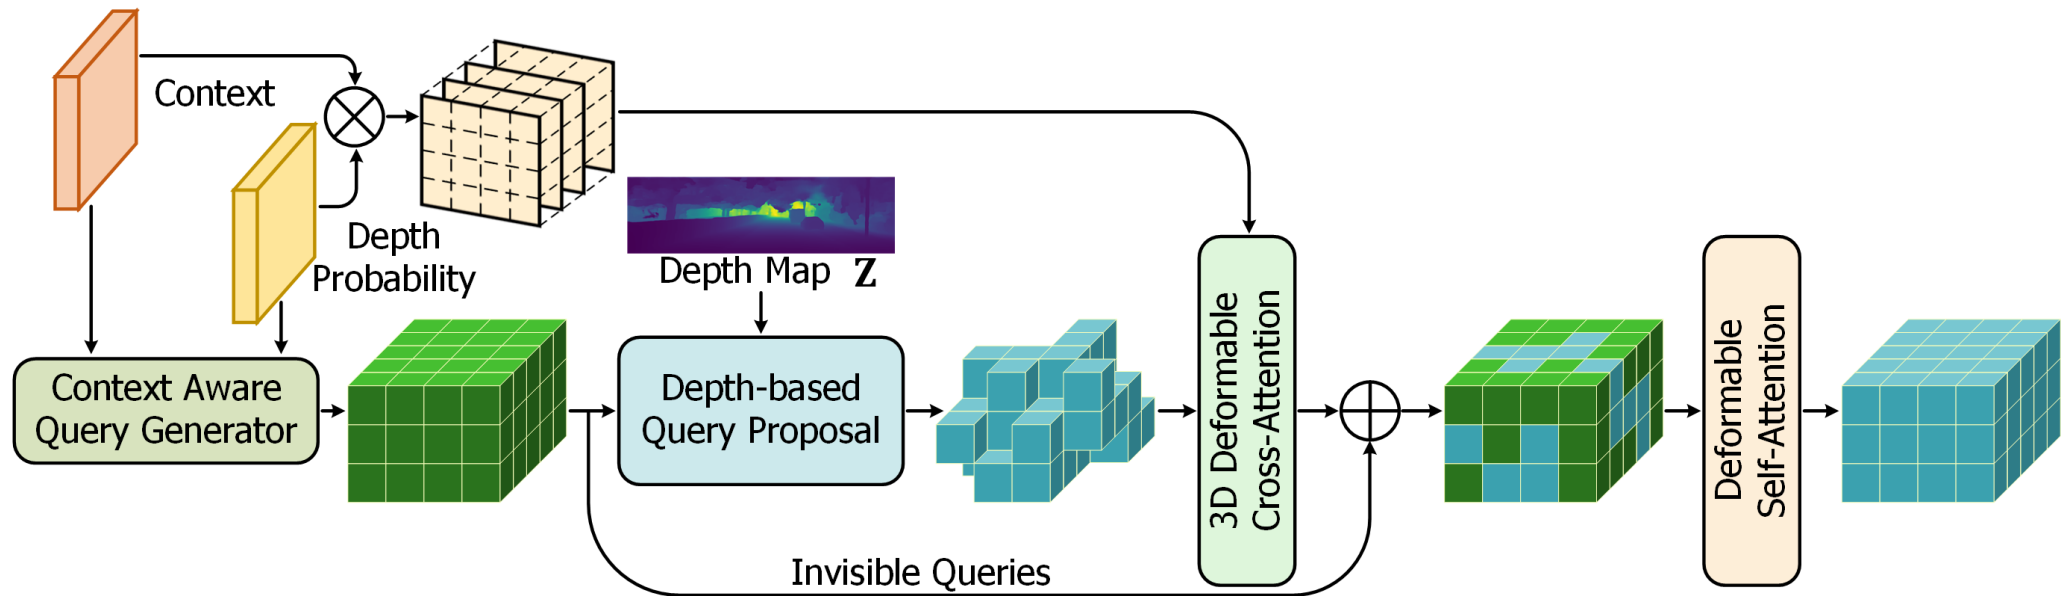 Context
Depth
Probability
Depth Map Z
Context Aware
Query Generator
Depth-based
Query Proposal
3D Deformable
Cross-Attention
Deformable
Self-Attention
Invisible Queries